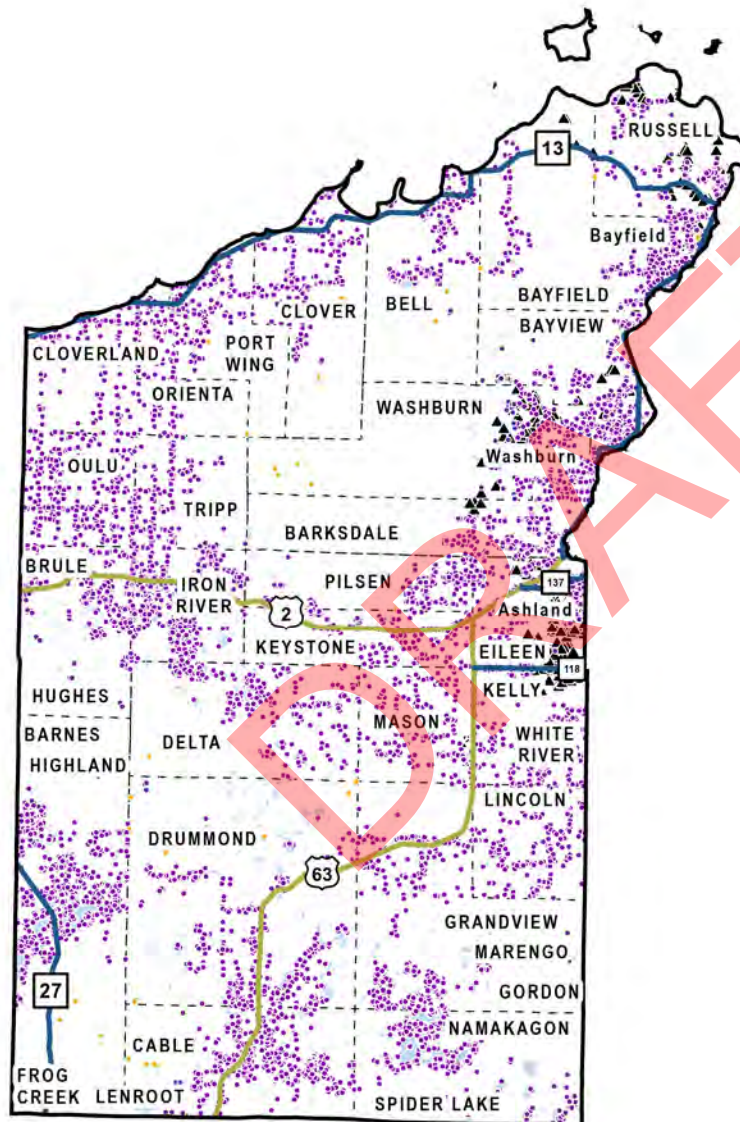 RUSSELL
13
Bayfield
BAYFIELD
BAYVIEW
CLOVER
BELL
CLOVERLAND
PORT
WING
ORIENTA
WASHBURN
Washburn
OULU
TRIPP
BARKSDALE
BRULE
IRON
RIVER
PILSEN
137
2
Ashland
KEYSTONE
EILEEN
118
KELLY
HUGHES
MASON
BARNES
WHITE
RIVER
DELTA
HIGHLAND
LINCOLN
DRUMMOND
63
GRANDVIEW
MARENGO
27
GORDON
NAMAKAGON
CABLE
FROG
CREEK
LENROOT
SPIDER LAKE
DRAFT